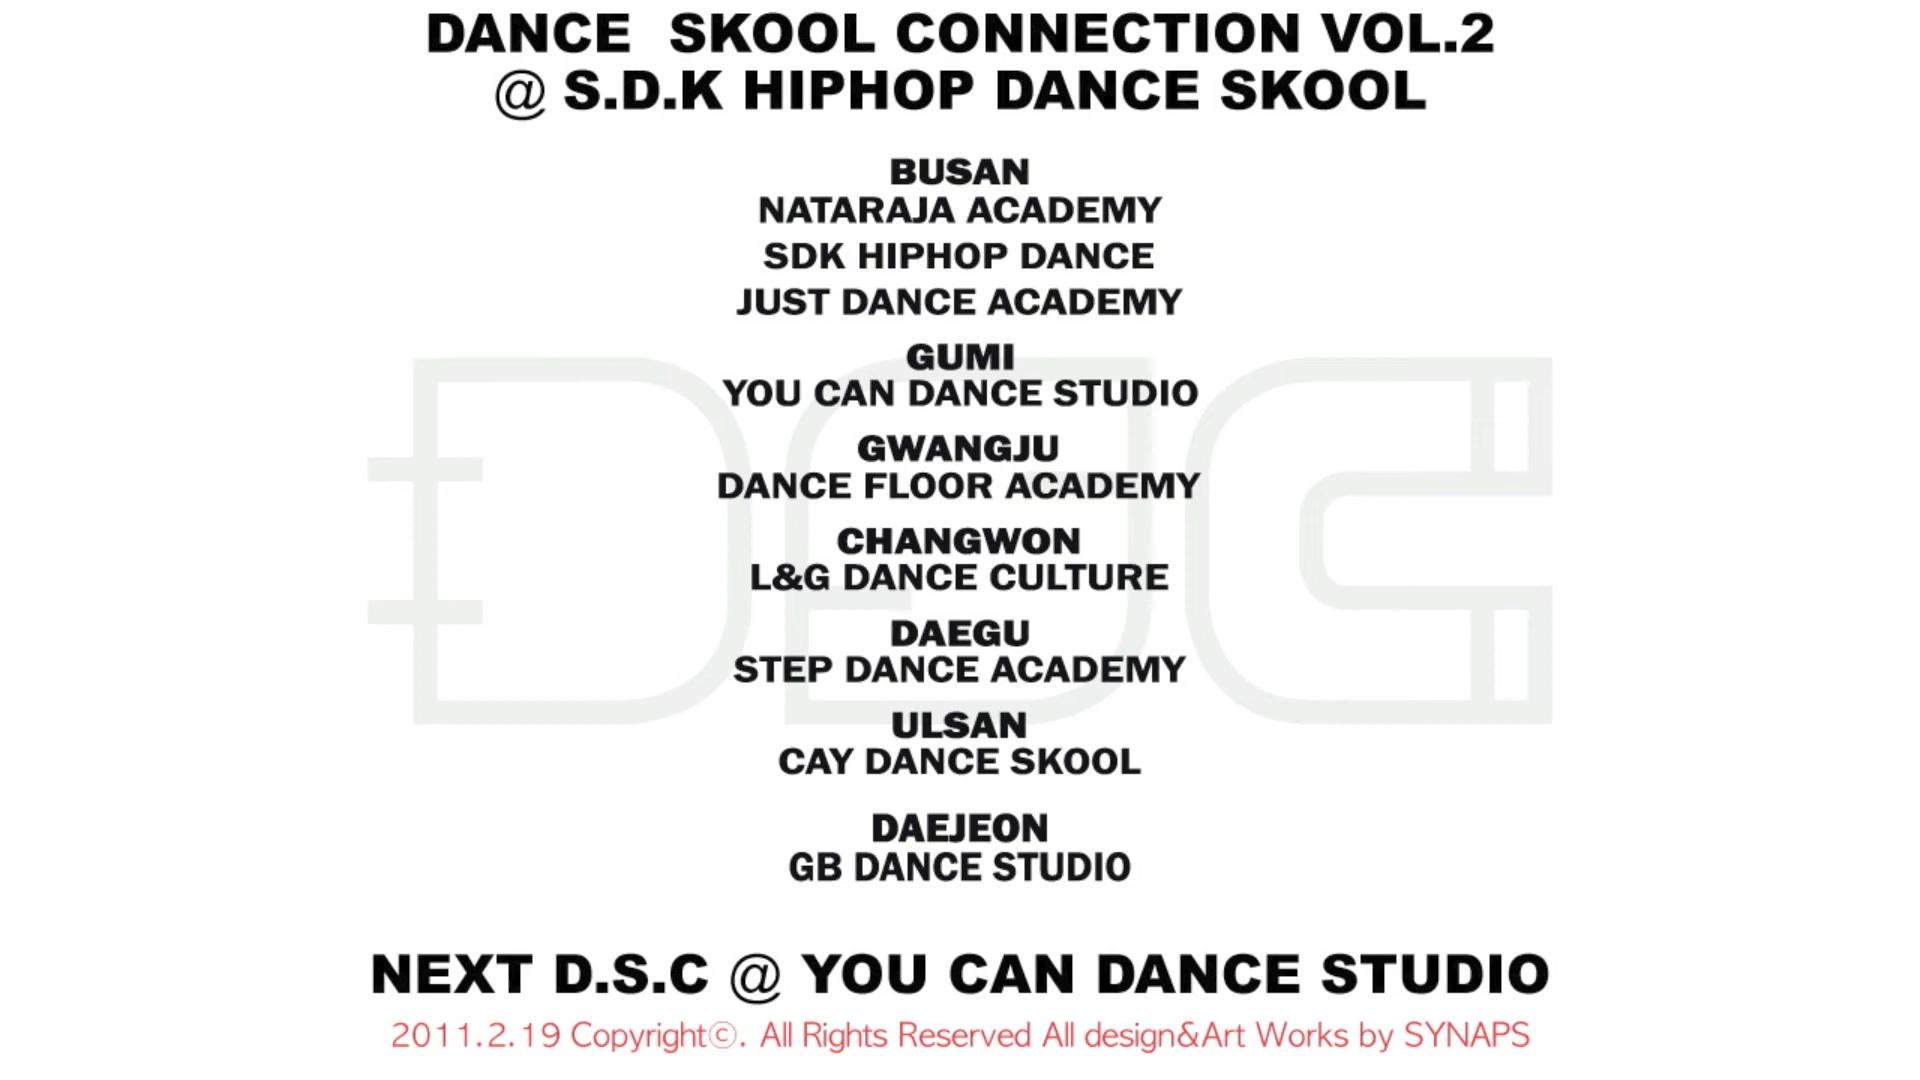 DANCE SKOOL CONNECTION VOL.2
@ S.D.K HIPHOP DANCE SKOOL
BUSAN
NATARAJA ACADEMY
SDK HIPHOP DANCE
JUST DANCE ACADEMY
GUMI
YOU CAN DANCE STUDIO
GWANGJU
DANCE FLOOR ACADEMY
CHANGWON
L&G DANCE CULTURE
DAEGU
STEP DANCE ACADEMY
ULSAN
CAY DANCE SKOOL
DAEJEON
GB DANCE STUDIO
NEXT D.S.C @ YOU CAN DANCE STUDIO
2011.2.19 Copyright©. All Rights Reserved All design&Art Works by SYNAPS
DSC